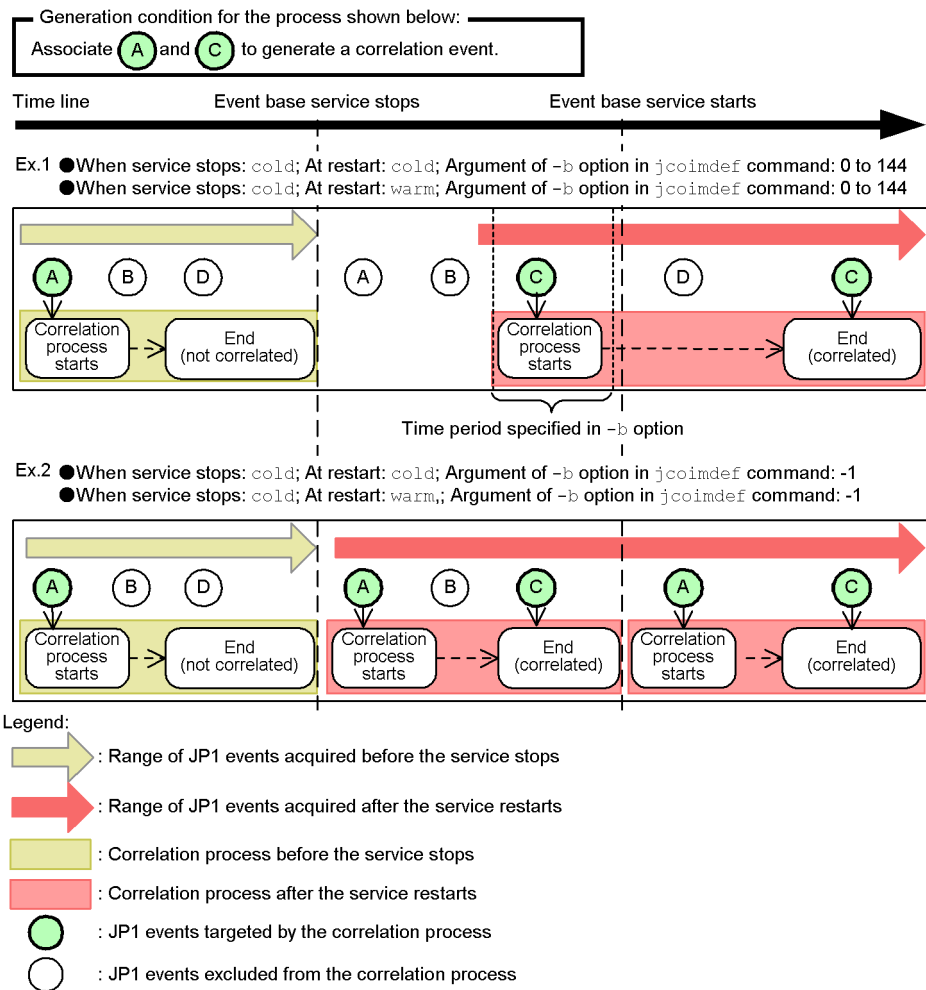 Generation condition for the process shown below:
Associate A and C to generate a correlation event.
Time line
Event base service stops
Event base service starts
Ex.1 ●When service stops: cold; At restart: cold; Argument of -b option in jcoimdef command: 0 to 144
●When service stops: cold; At restart: warm; Argument of -b option in jcoimdef command: 0 to 144
A B D A B C D C
Correlation process starts
End (not correlated)
Correlation process starts
End (correlated)
Time period specified in -b option
Ex.2 ●When service stops: cold; At restart: cold; Argument of -b option in jcoimdef command: -1
●When service stops: cold; At restart: warm,; Argument of -b option in jcoimdef command: -1
A B D A B C A C
Correlation process starts
End (not correlated)
Correlation process starts
End (correlated)
Correlation process starts
End (correlated)
Legend:
: Range of JP1 events acquired before the service stops
: Range of JP1 events acquired after the service restarts
: Correlation process before the service stops
: Correlation process after the service restarts
: JP1 events targeted by the correlation process
: JP1 events excluded from the correlation process